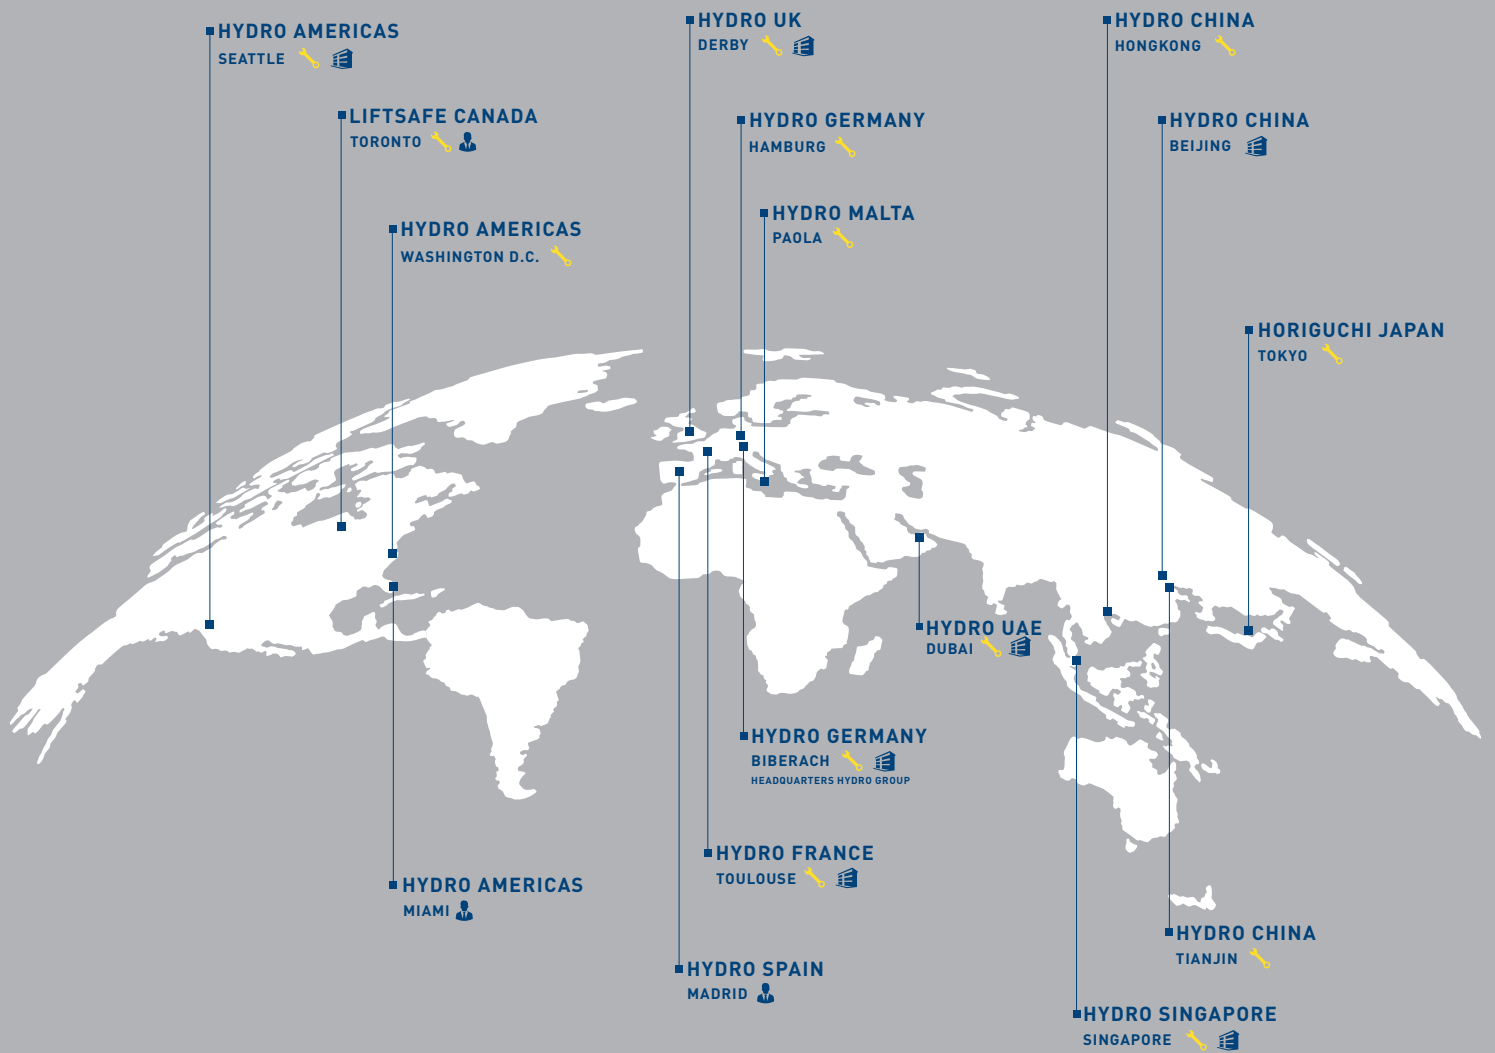 HYDRO AMERICAS
SEATTLE
LIFTSAFE CANADA
TORONTO
HYDRO AMERICAS
WASHINGTON D.C.
HYDRO UK
DERBY
HYDRO GERMANY
HAMBURG
HYDRO MALTA
PAOLA
HYDRO CHINA
HONGKONG
HYDRO CHINA
BEIJING
HORIGUCHI JAPAN
TOKYO
HYDRO UAE
DUBAI
HYDRO GERMANY
BIBERACH
HEADQUARTERS HYDRO GROUP
HYDRO FRANCE
TOULOUSE
HYDRO AMERICAS
MIAMI
HYDRO SPAIN
MADRID
HYDRO CHINA
TIANJIN
HYDRO SINGAPORE
SINGAPORE